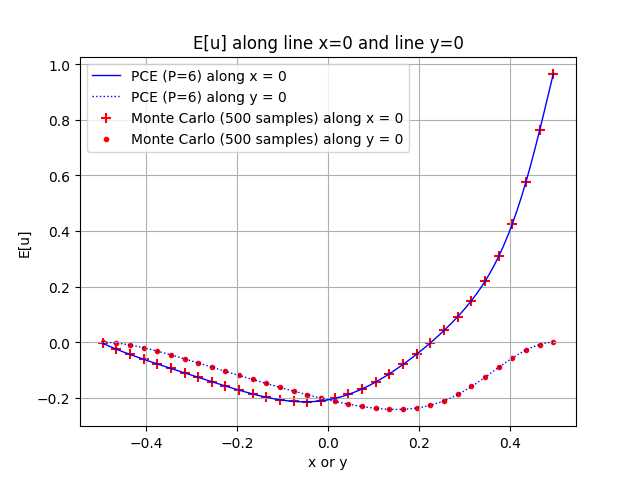 E[u] along line x=0 and line y=0
PCE (P=6) along x = 0
PCE (P=6) along y = 0
Monte Carlo (500 samples) along x = 0
Monte Carlo (500 samples) along y = 0
1.0
0.8
0.6
0.4
0.2
0.0
−0.2
E[u]
−0.4 −0.2 0.0 0.2 0.4
x or y